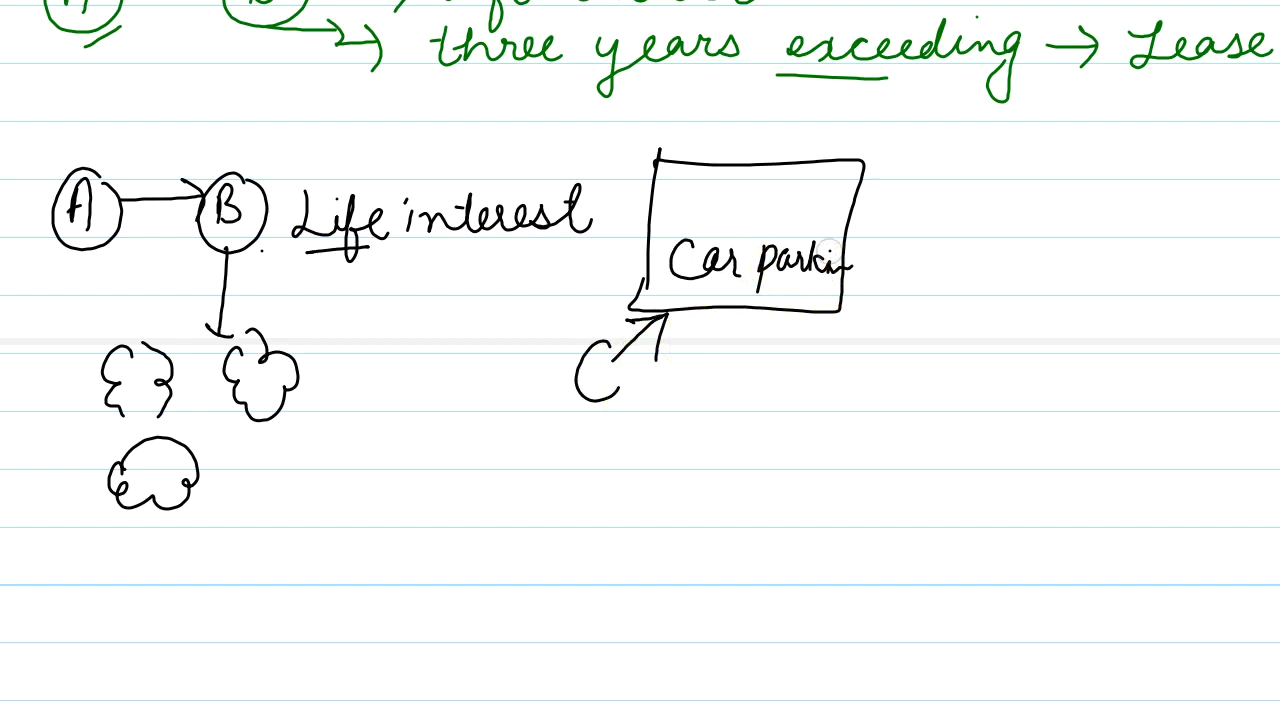 three years exceeding → Lease
A → B Life interest
Car parkin
C